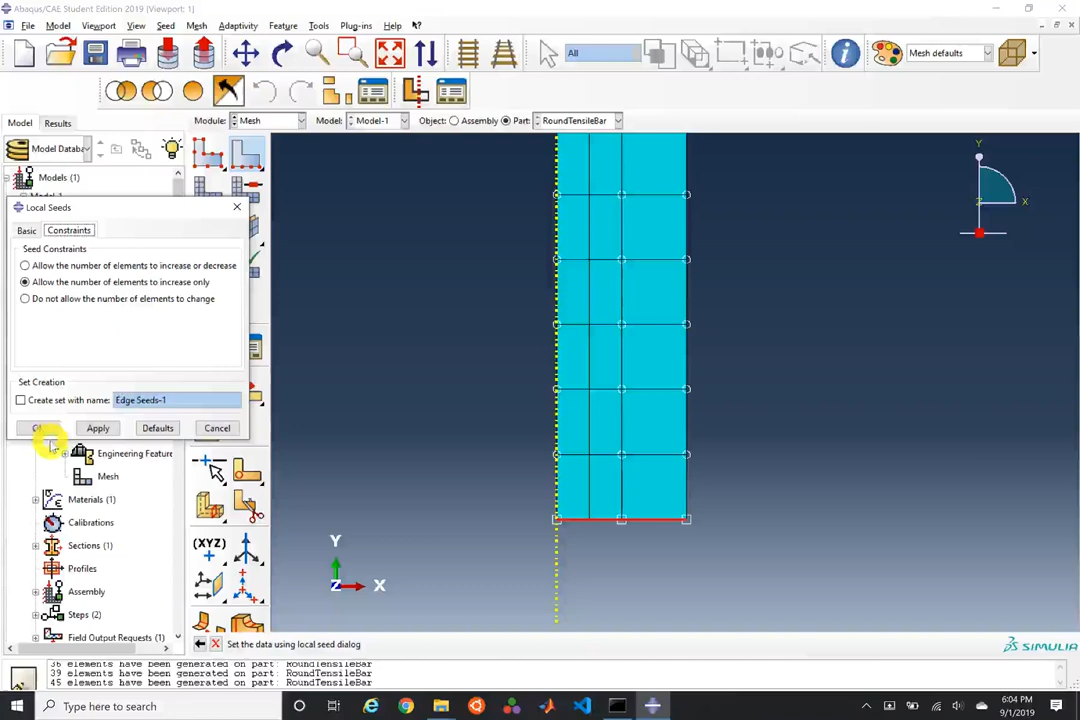 Abaqus/CAE Student Edition 2019 [Viewport: 1]
File Model Viewport View Seed Mesh Adaptivity Feature Tools Plug-ins Help
All
Mesh defaults
Model Results
Module: Mesh Model: Model-1 Object: Assembly Part: RoundTensileBar
Model Databa
Models (1)
Local Seeds
Basic Constraints
Seed Constraints
Allow the number of elements to increase or decrease
Allow the number of elements to increase only
Do not allow the number of elements to change
Set Creation
Create set with name: Edge Seeds-1
Apply Defaults Cancel
Engineering Feature
Mesh
Materials (1)
Calibrations
Sections (1)
Profiles
Assembly
Steps (2)
Field Output Requests (1)
(XYZ)
Y
X
Z
Y
X
Set the data using local seed dialog
SIMULIA
36 elements have been generated on part: RoundTensileBar
39 elements have been generated on part: RoundTensileBar
45 elements have been generated on part: RoundTensileBar
Type here to search
6:04 PM
9/1/2019